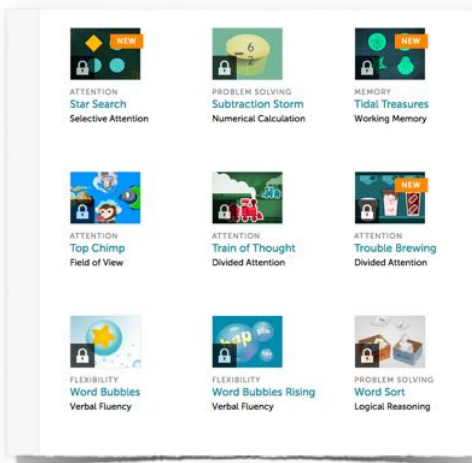 NEW
ATTENTION
Star Search
Selective Attention
6
2
PROBLEM SOLVING
Subtraction Storm
Numerical Calculation
NEW
MEMORY
Tidal Treasures
Working Memory
ATTENTION
Top Chimp
Field of View
ATTENTION
Train of Thought
Divided Attention
NEW
ATTENTION
Trouble Brewing
Divided Attention
FLEXIBILITY
Word Bubbles
Verbal Fluency
FLEXIBILITY
Word Bubbles Rising
Verbal Fluency
PROBLEM SOLVING
Word Sort
Logical Reasoning